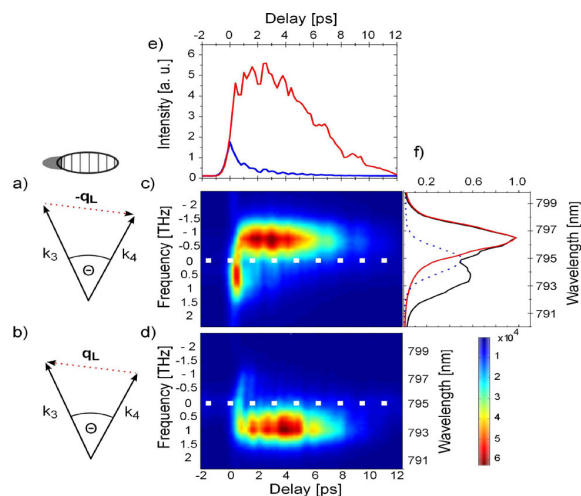 Delay [ps]
-2 0 2 4 6 8 10 12
e)
Intensity [a. u.]
6
5
4
3
2
1
0
f)
0.2 0.6 1.0
799
797
795
793
791
Wavelength [nm]
a)
-qL
k3
k4
Θ
c)
Frequency [THz]
- 2
-1.5
-1
-0.5
0
0.5
1
1.5
2
b)
qL
k3
k4
Θ
d)
Frequency [THz]
- 2
-1.5
-1
-0.5
0
0.5
1
1.5
2
799
797
795
793
791
Wavelength [nm]
x10^4
1
2
3
4
5
6
-2 0 2 4 6 8 10 12
Delay [ps]